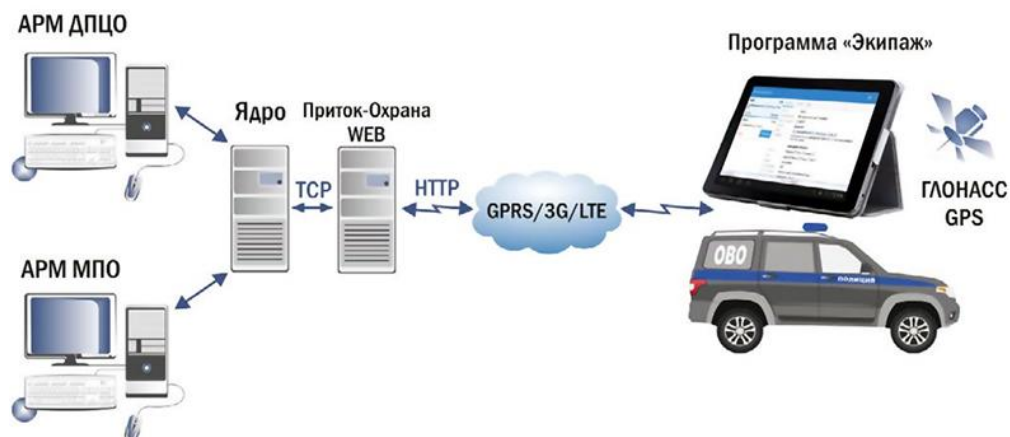 АРМ ДПЦО
Программа «Экипаж»
Ядро
Приток-Охрана
WEB
TCP
HTTP
GPRS/3G/LTE
ГЛОНАСС
GPS
АРМ МПО
ОВО
ПОЛИЦИЯ